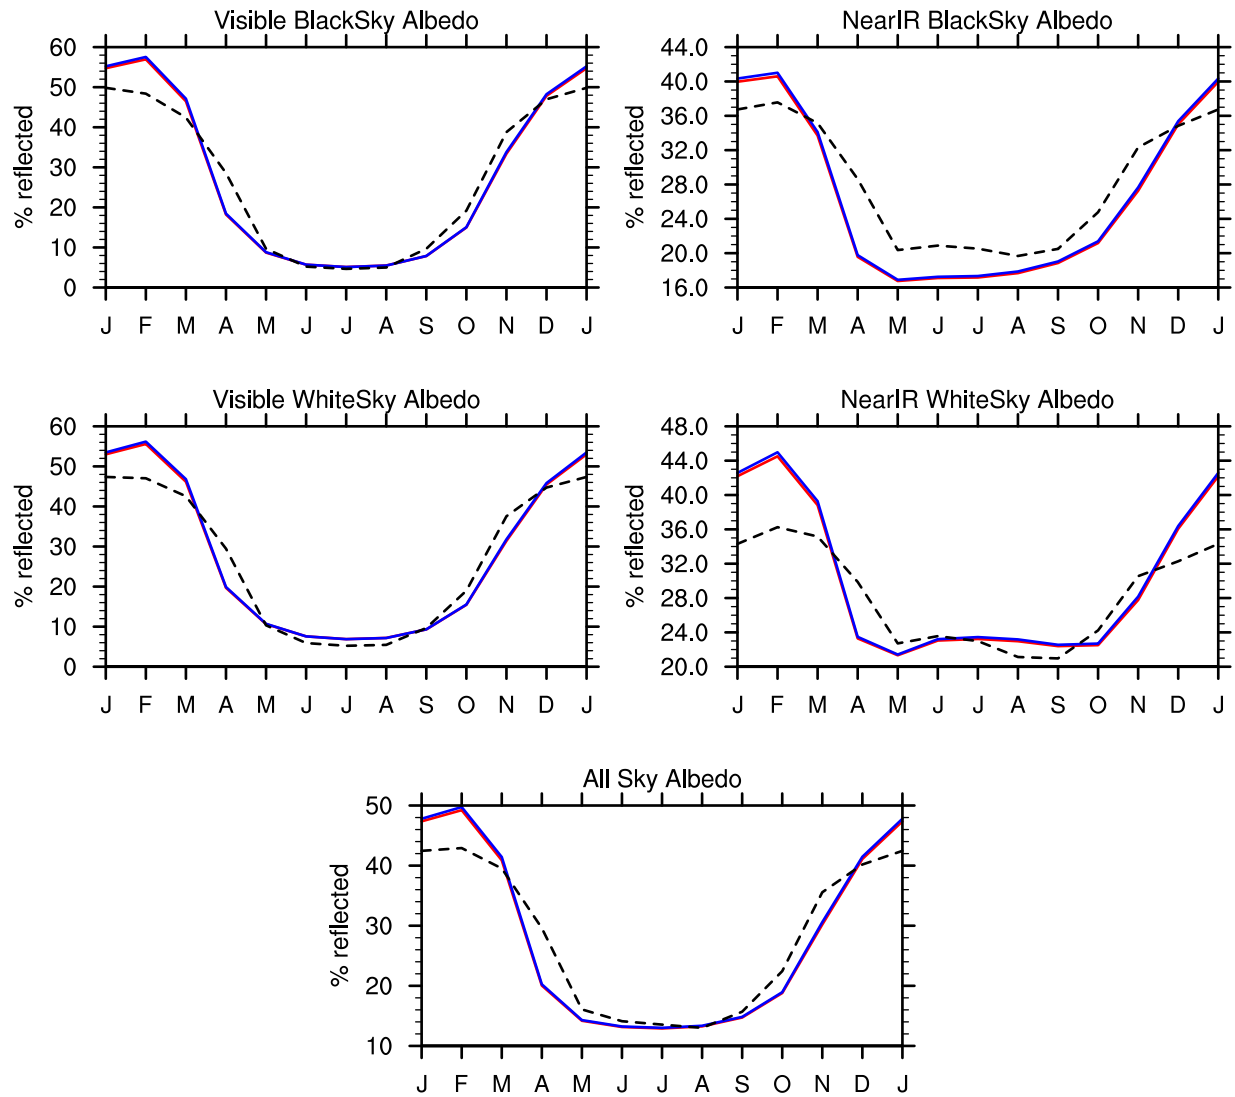 Visible BlackSky Albedo
% reflected
60
50
40
30
20
10
0
J F M A M J J A S O N D J
NearIR BlackSky Albedo
% reflected
44.0
40.0
36.0
32.0
28.0
24.0
20.0
16.0
J F M A M J J A S O N D J
Visible WhiteSky Albedo
% reflected
60
50
40
30
20
10
0
J F M A M J J A S O N D J
NearIR WhiteSky Albedo
% reflected
48.0
44.0
40.0
36.0
32.0
28.0
24.0
20.0
J F M A M J J A S O N D J
All Sky Albedo
% reflected
50
40
30
20
10
J F M A M J J A S O N D J